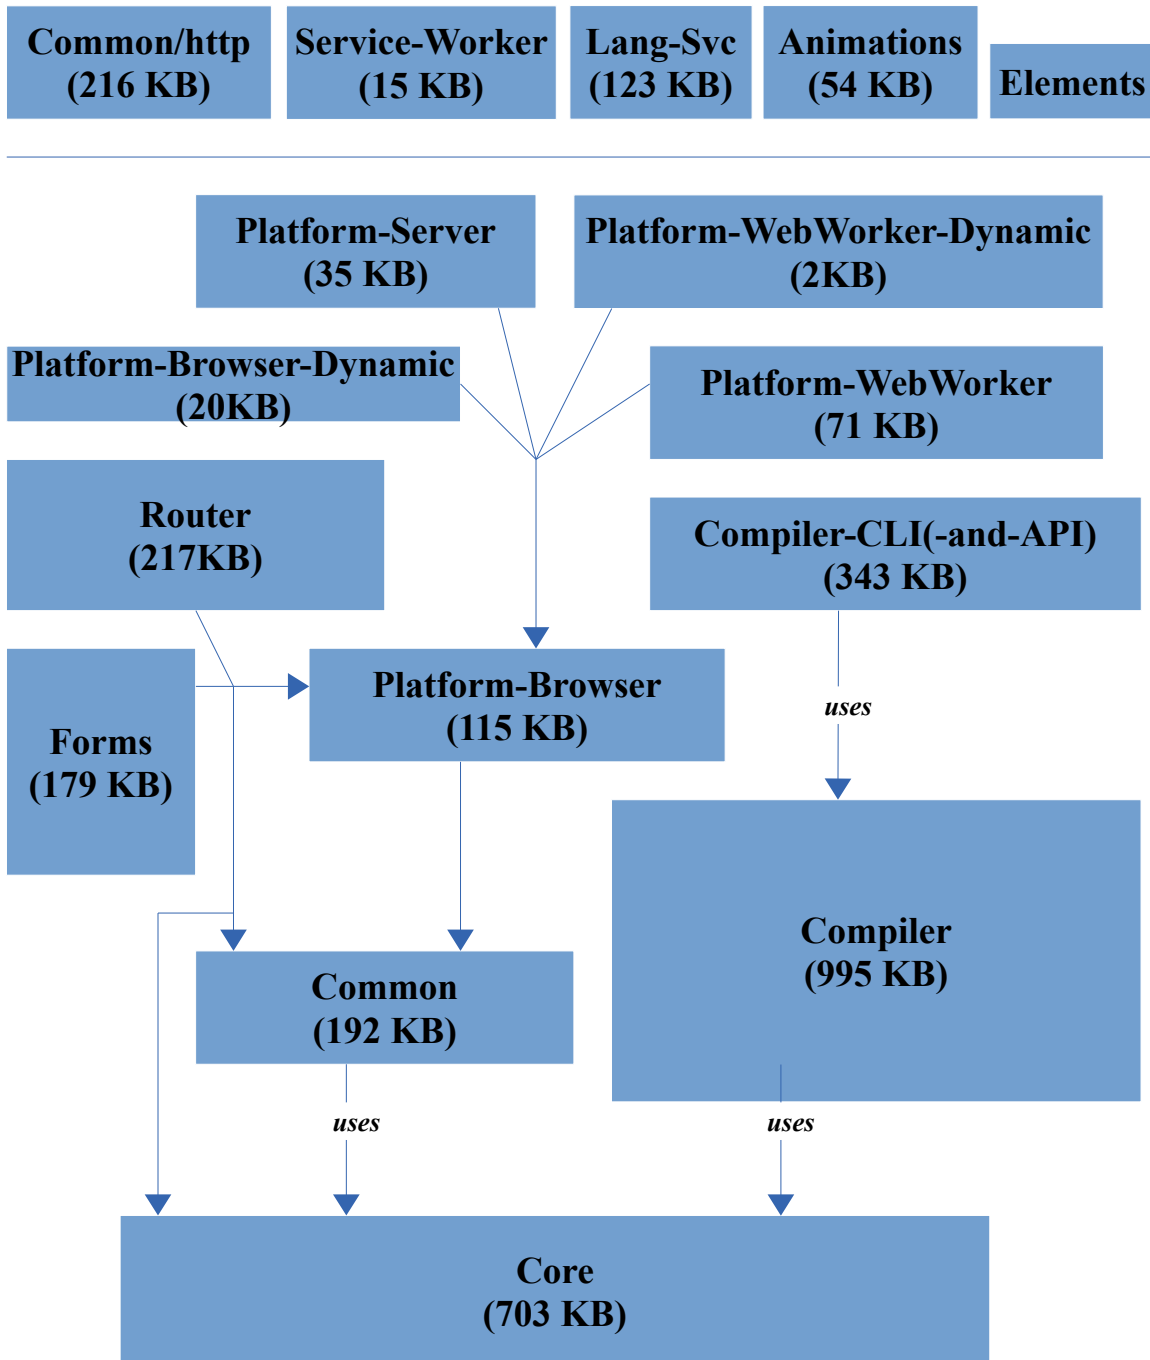 Common/http
(216 KB)
Service-Worker
(15 KB)
Lang-Svc
(123 KB)
Animations
(54 KB)
Elements
Platform-Server
(35 KB)
Platform-WebWorker-Dynamic
(2KB)
Platform-Browser-Dynamic
(20KB)
Platform-WebWorker
(71 KB)
Router
(217KB)
Compiler-CLI(-and-API)
(343 KB)
Platform-Browser
(115 KB)
uses
Forms
(179 KB)
Compiler
(995 KB)
Common
(192 KB)
uses
uses
Core
(703 KB)